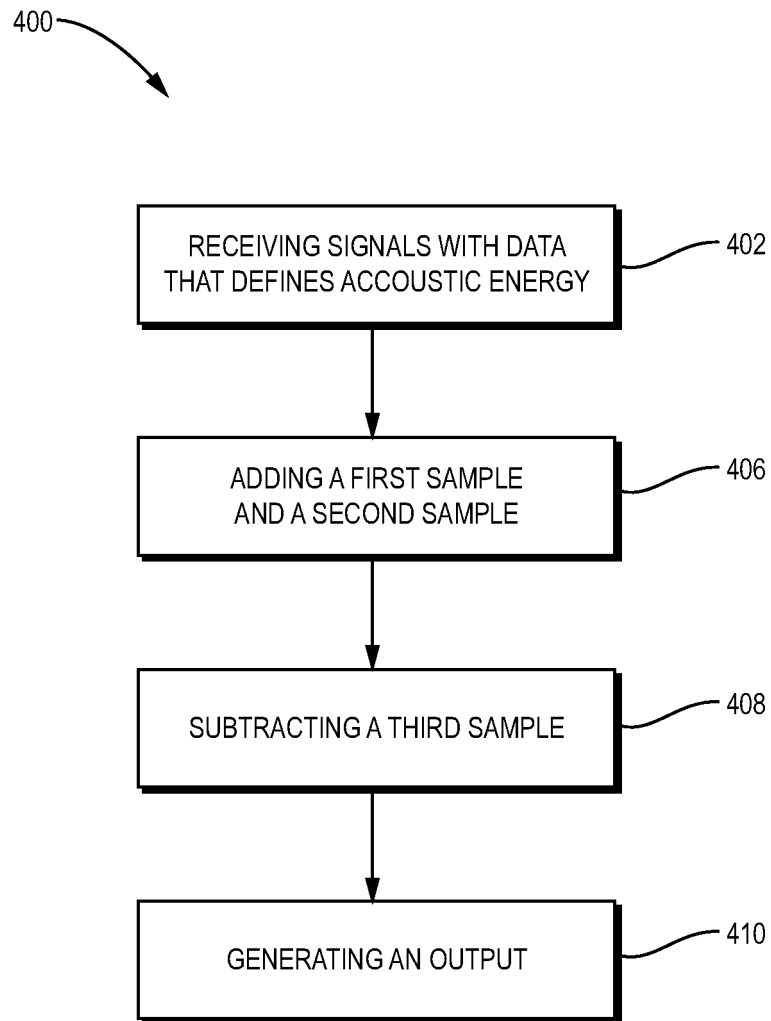 400
RECEIVING SIGNALS WITH DATA
THAT DEFINES ACCOUSTIC ENERGY
402
ADDING A FIRST SAMPLE
AND A SECOND SAMPLE
406
SUBTRACTING A THIRD SAMPLE
408
GENERATING AN OUTPUT
410